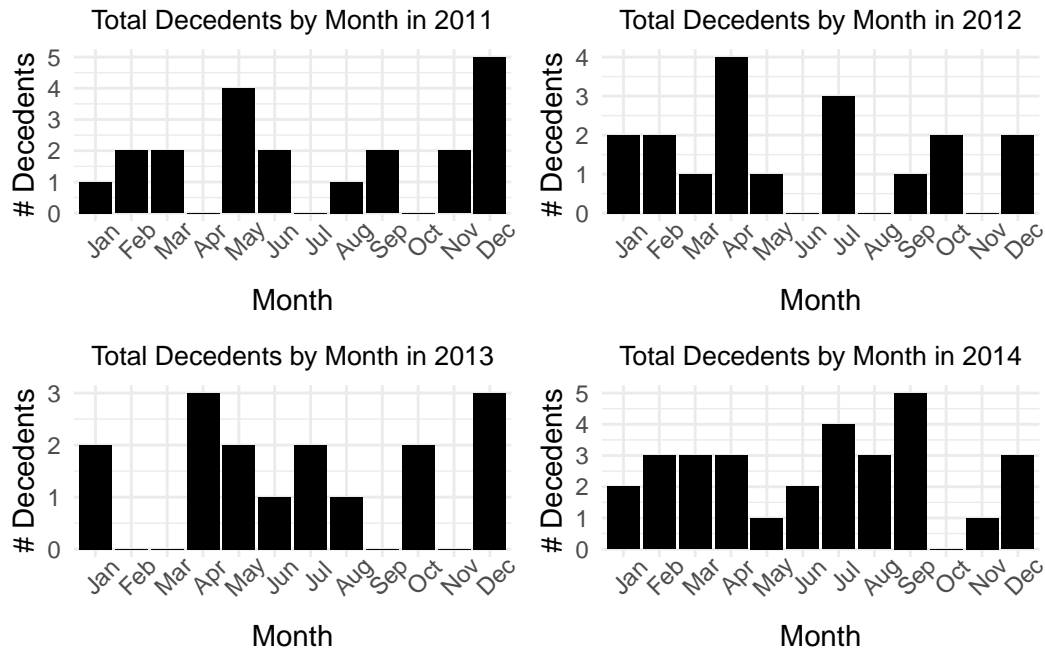 Total Decedents by Month in 2011
# Decedents
5
4
3
2
1
0
Jan Feb Mar Apr May Jun Jul Aug Sep Oct Nov Dec
Month
Total Decedents by Month in 2012
# Decedents
4
3
2
1
0
Jan Feb Mar Apr May Jun Jul Aug Sep Oct Nov Dec
Month
Total Decedents by Month in 2013
# Decedents
3
2
1
0
Jan Feb Mar Apr May Jun Jul Aug Sep Oct Nov Dec
Month
Total Decedents by Month in 2014
# Decedents
5
4
3
2
1
0
Jan Feb Mar Apr May Jun Jul Aug Sep Oct Nov Dec
Month